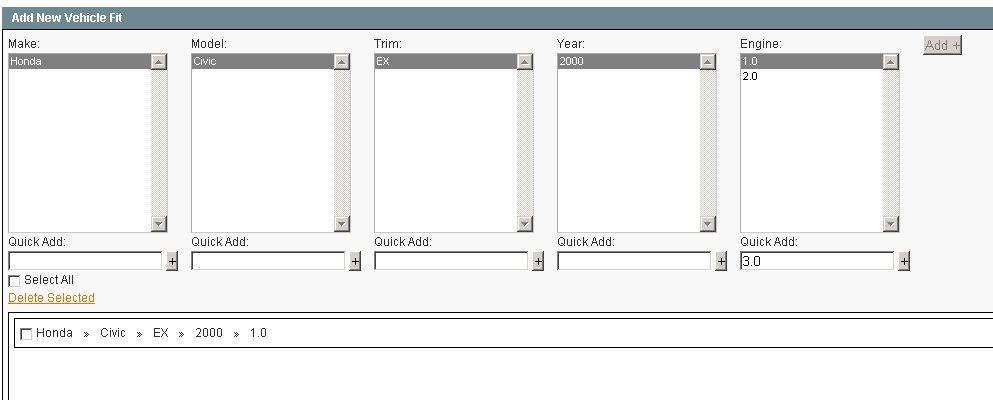 Add New Vehicle Fit
Make: Model: Trim: Year: Engine: Add +
Honda Civic EX 2000 1.0
2.0
Quick Add: Quick Add: Quick Add: Quick Add: Quick Add:
+ + + + 3.0 +
Select All
Delete Selected
Honda » Civic » EX » 2000 » 1.0